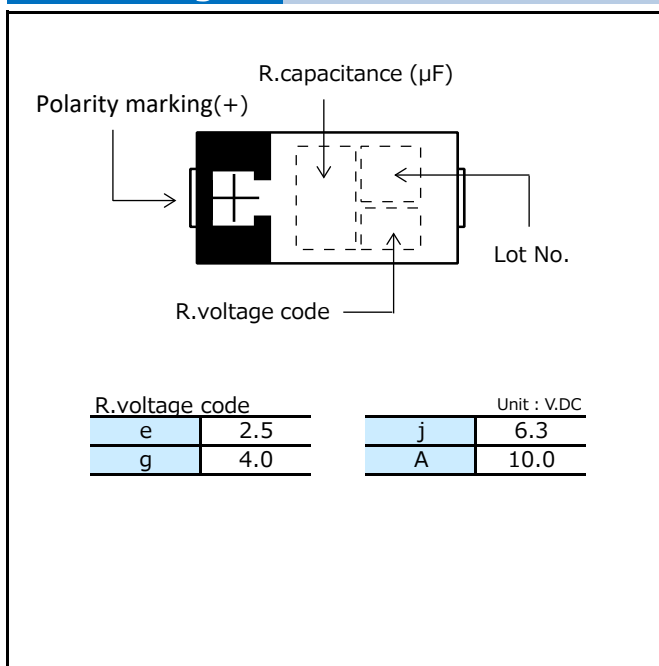 R.capacitance (μF)
Polarity marking(+)
Lot No.
R.voltage code
R.voltage code
Unit : V.DC
e 2.5 j 6.3
g 4.0 A 10.0